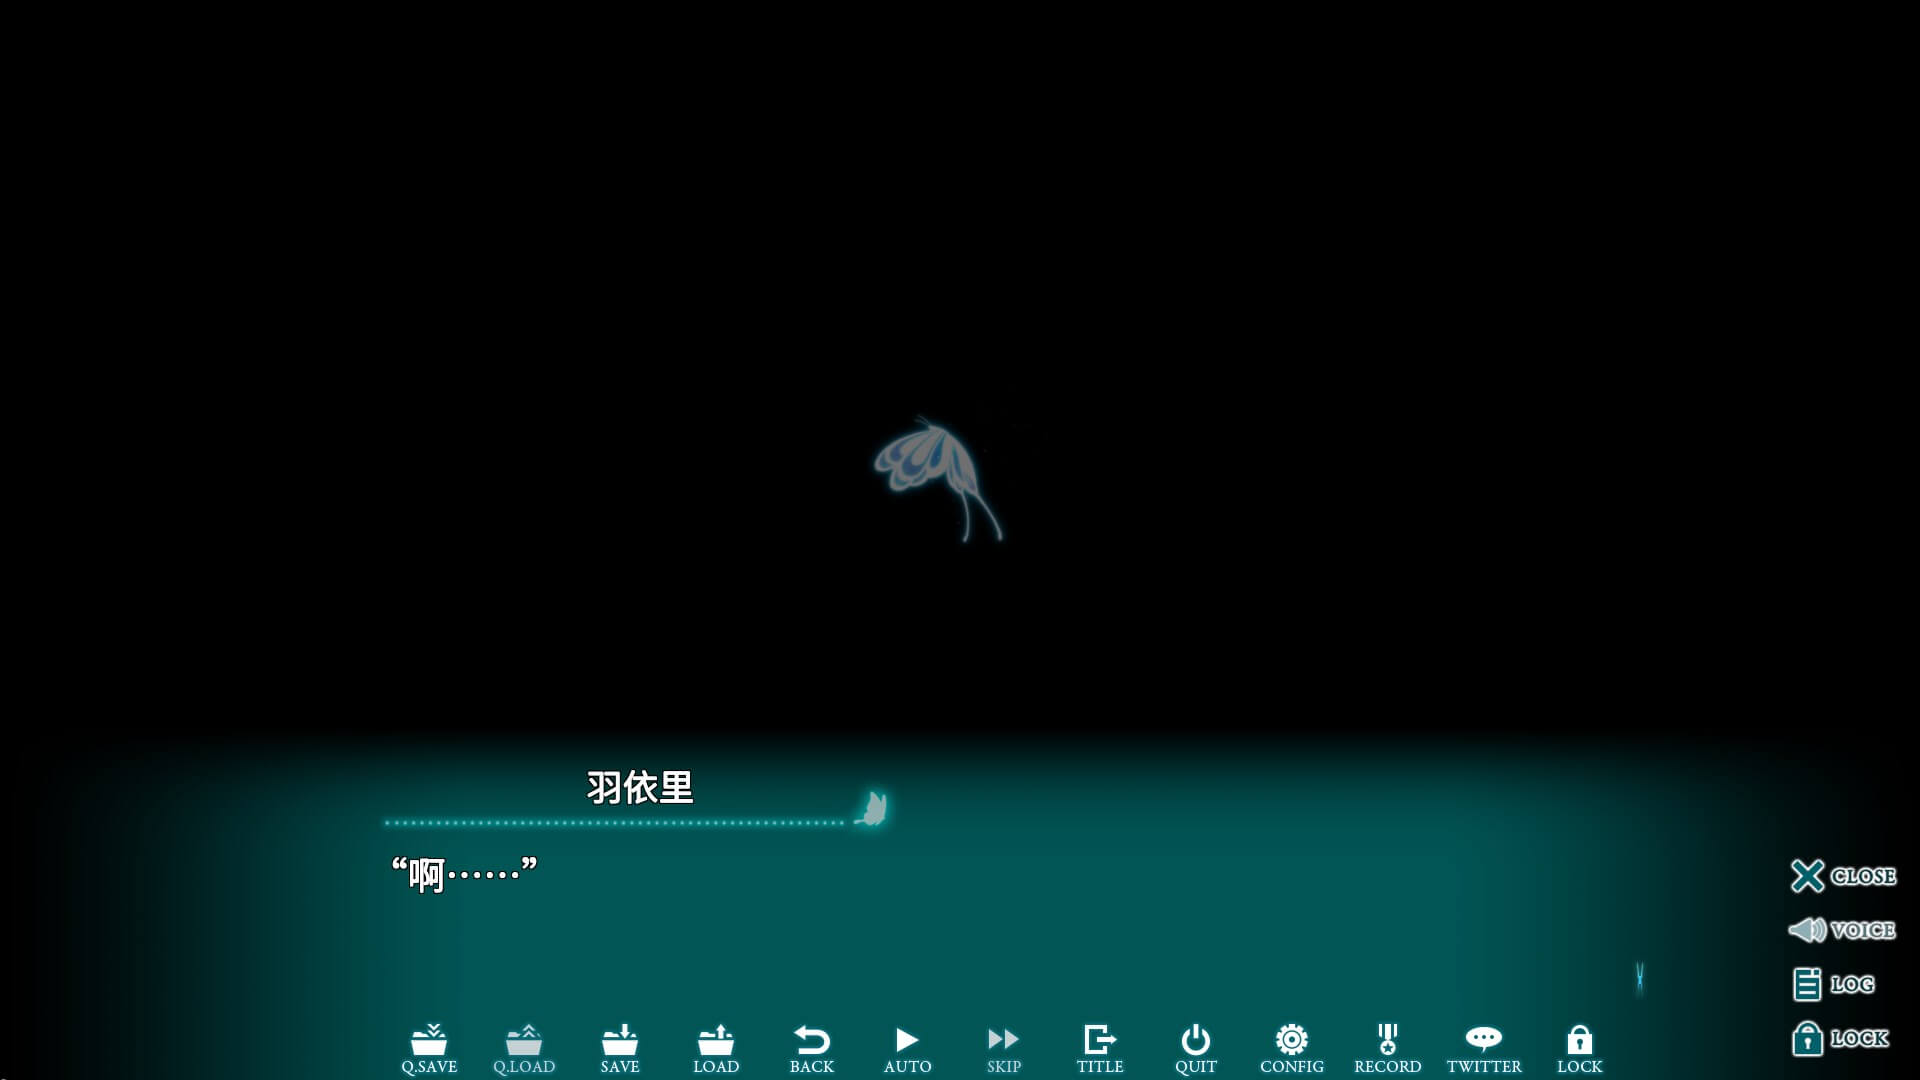 羽依里
“啊……”
CLOSE
VOICE
LOG
LOCK
Q.SAVE Q.LOAD SAVE LOAD BACK AUTO SKIP TITLE QUIT CONFIG RECORD TWITTER LOCK